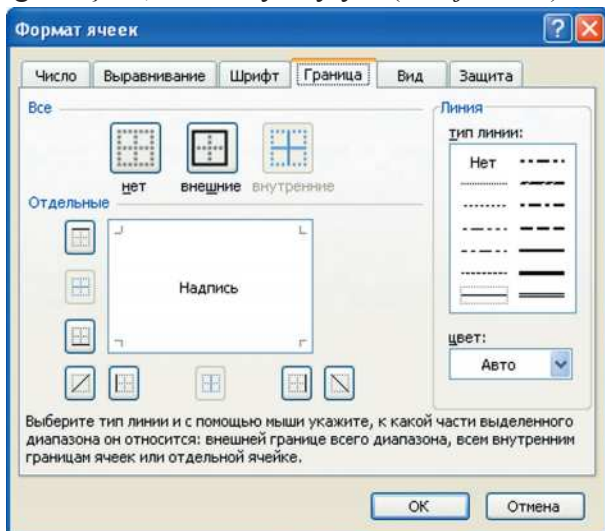 Формат ячеек
Число Выравнивание Шрифт Граница Вид Защита
Все
нет внешние внутренние
Отдельные
Надпись
Линия
тип линии:
Нет
цвет:
Авто
Выберите тип линии и с помощью мыши укажите, к какой части выделенного
диапазона он относится: внешней границе всего диапазона, всем внутренним
границам ячеек или отдельной ячейке.
ОК Отмена